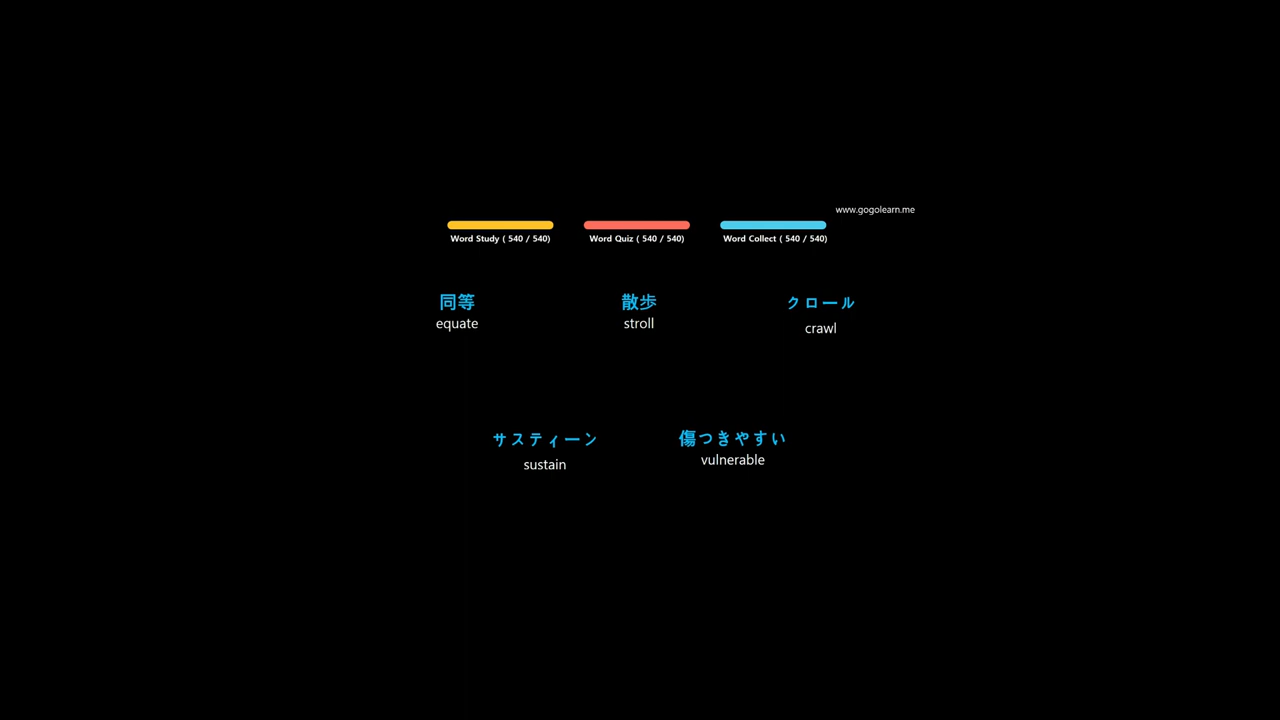 www.gogolearn.me
Word Study ( 540 / 540)
Word Quiz ( 540 / 540)
Word Collect ( 540 / 540)
同等
equate
散歩
stroll
クロール
crawl
サスティーン
sustain
傷つきやすい
vulnerable